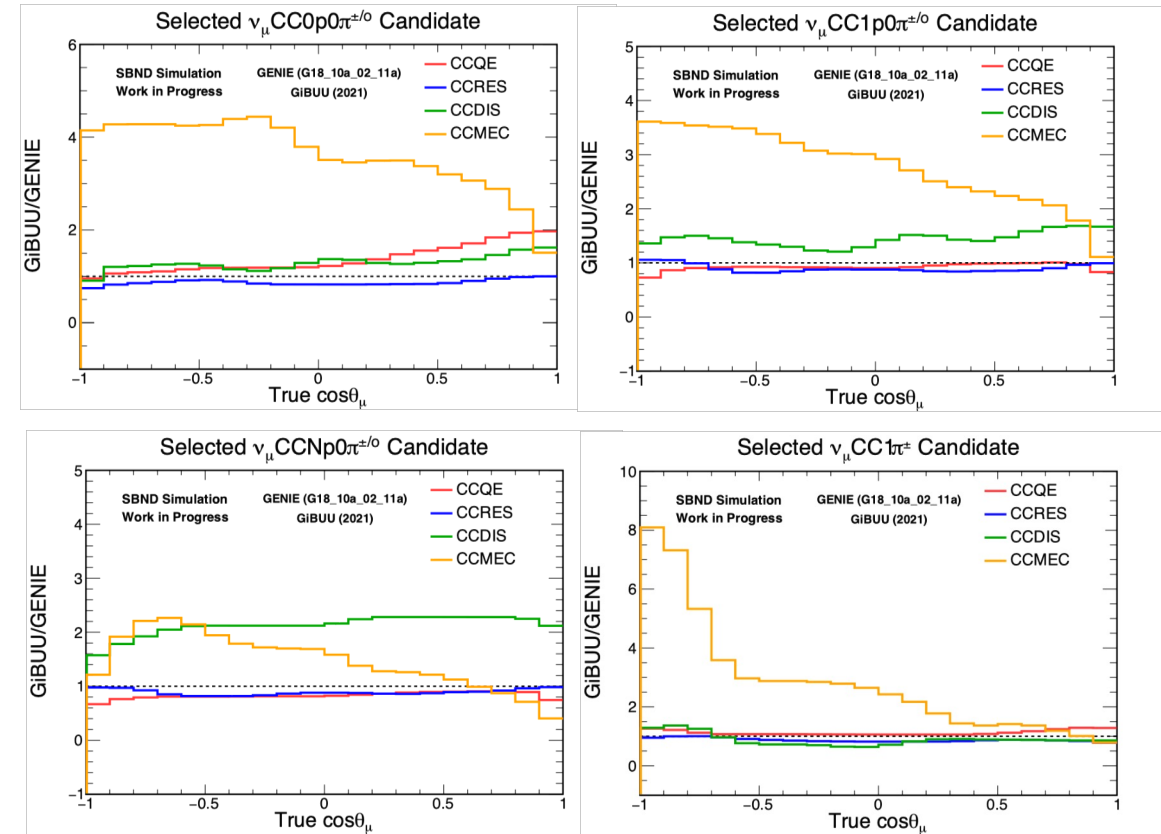 Selected νμCC0p0π±/o Candidate
SBND Simulation
Work in Progress
GENIE (G18_10a_02_11a)
GiBUU (2021)
CCQE
CCRES
CCDIS
CCMEC
GiBUU/GENIE
6
4
2
0
−1
−0.5
0
0.5
1
True cosθμ
Selected νμCC1p0π±/o Candidate
SBND Simulation
Work in Progress
GENIE (G18_10a_02_11a)
GiBUU (2021)
CCQE
CCRES
CCDIS
CCMEC
GiBUU/GENIE
5
4
3
2
1
0
−1
−1
−0.5
0
0.5
1
True cosθμ
Selected νμCCNp0π±/o Candidate
SBND Simulation
Work in Progress
GENIE (G18_10a_02_11a)
GiBUU (2021)
CCQE
CCRES
CCDIS
CCMEC
GiBUU/GENIE
5
4
3
2
1
0
−1
−1
−0.5
0
0.5
1
True cosθμ
Selected νμCC1π± Candidate
SBND Simulation
Work in Progress
GENIE (G18_10a_02_11a)
GiBUU (2021)
CCQE
CCRES
CCDIS
CCMEC
GiBUU/GENIE
10
8
6
4
2
0
−1
−0.5
0
0.5
1
True cosθμ